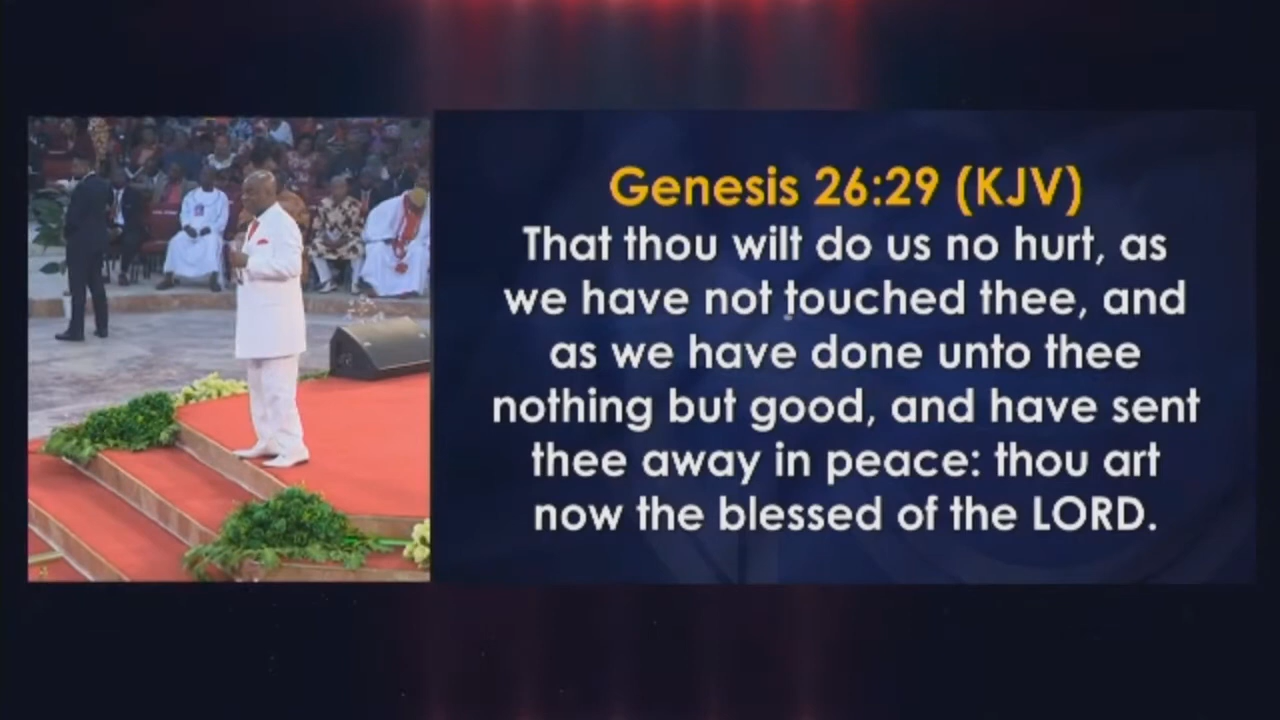 Genesis 26:29 (KJV)
That thou wilt do us no hurt, as
we have not touched thee, and
as we have done unto thee
nothing but good, and have sent
thee away in peace: thou art
now the blessed of the LORD.